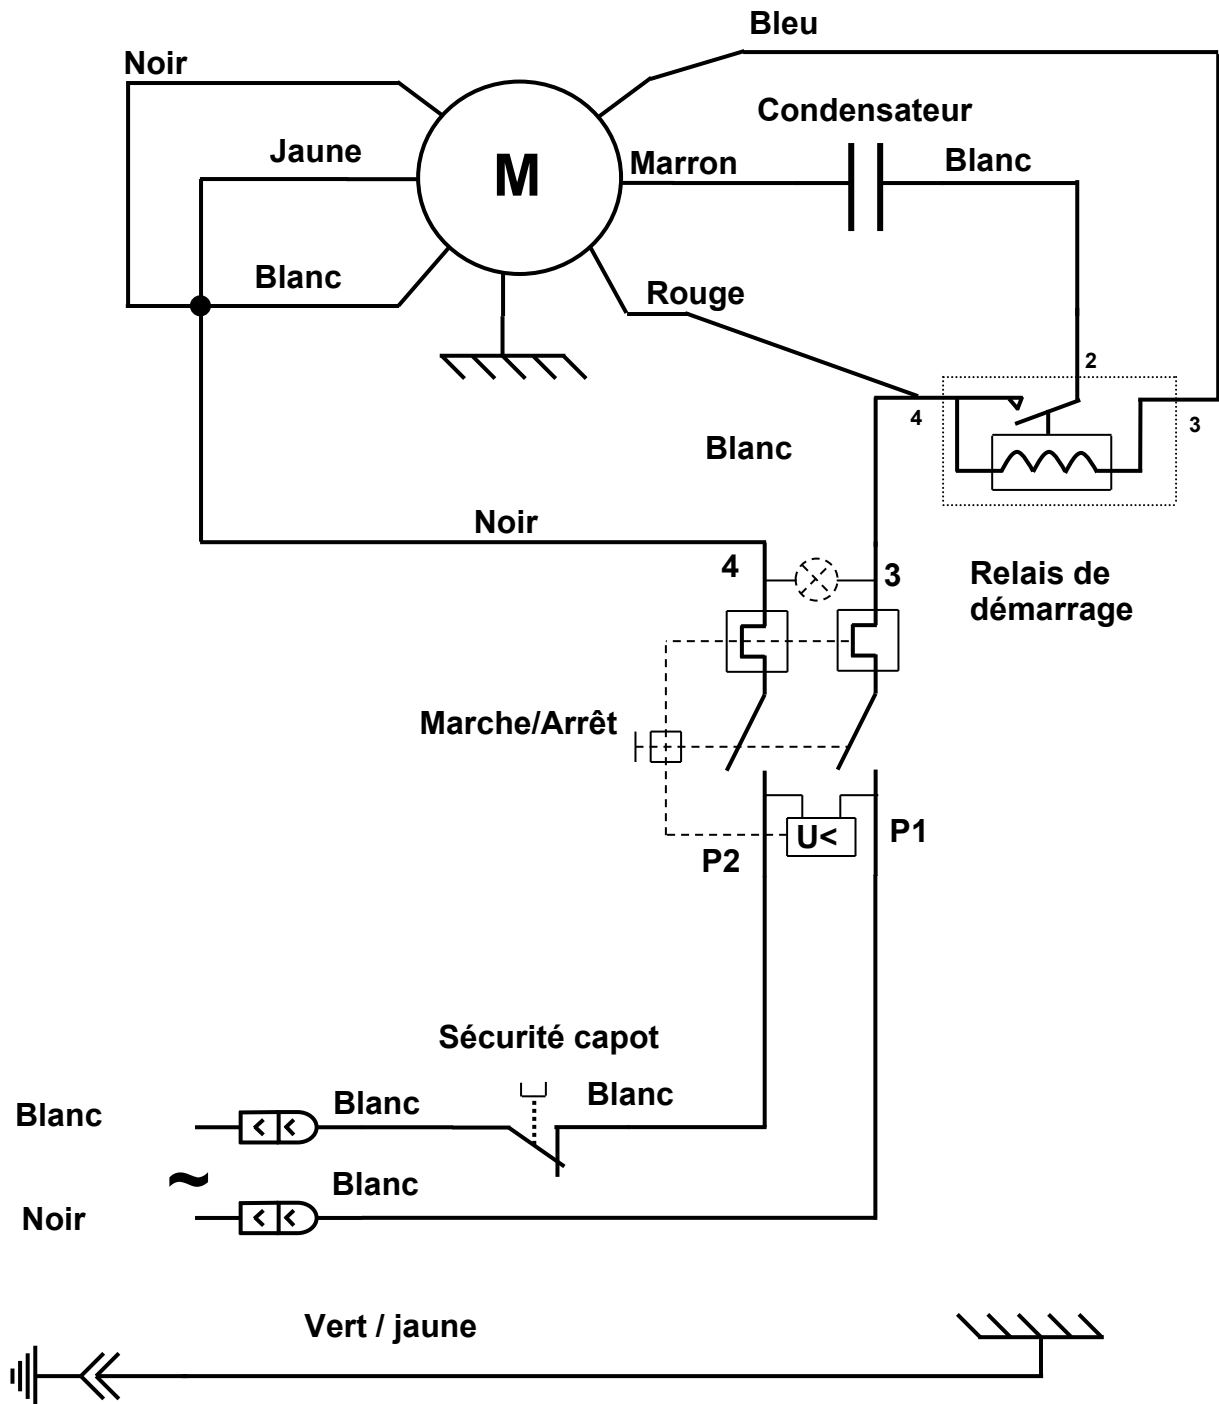 Bleu
Noir
Condensateur
Jaune
M
Marron
Blanc
Blanc
Rouge
2
4
3
Blanc
Noir
4
3
Relais de
démarrage
Marche/Arrêt
U<
P1
P2
Sécurité capot
Blanc
Blanc
Blanc
~
Blanc
Noir
Vert / jaune